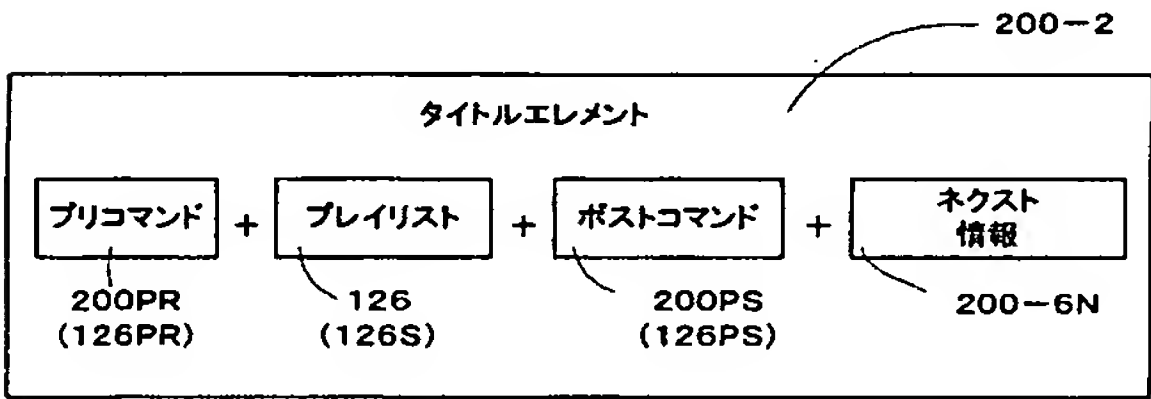 200－2
タイトルエレメント
プリコマンド + プレイリスト + ポストコマンド + ネクスト
情報
200PR 126 200PS 200－6N
(126PR) (126S) (126PS)